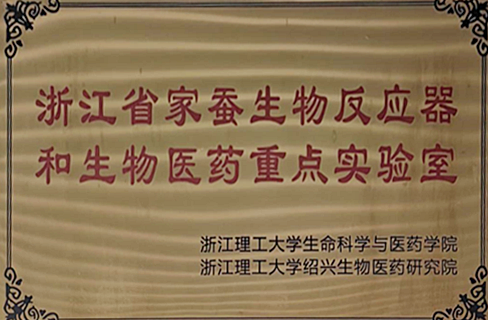 浙江省家蚕生物反应器
和生物医药重点实验室
浙江理工大学生命科学与医药学院
浙江理工大学绍兴生物医药研究院